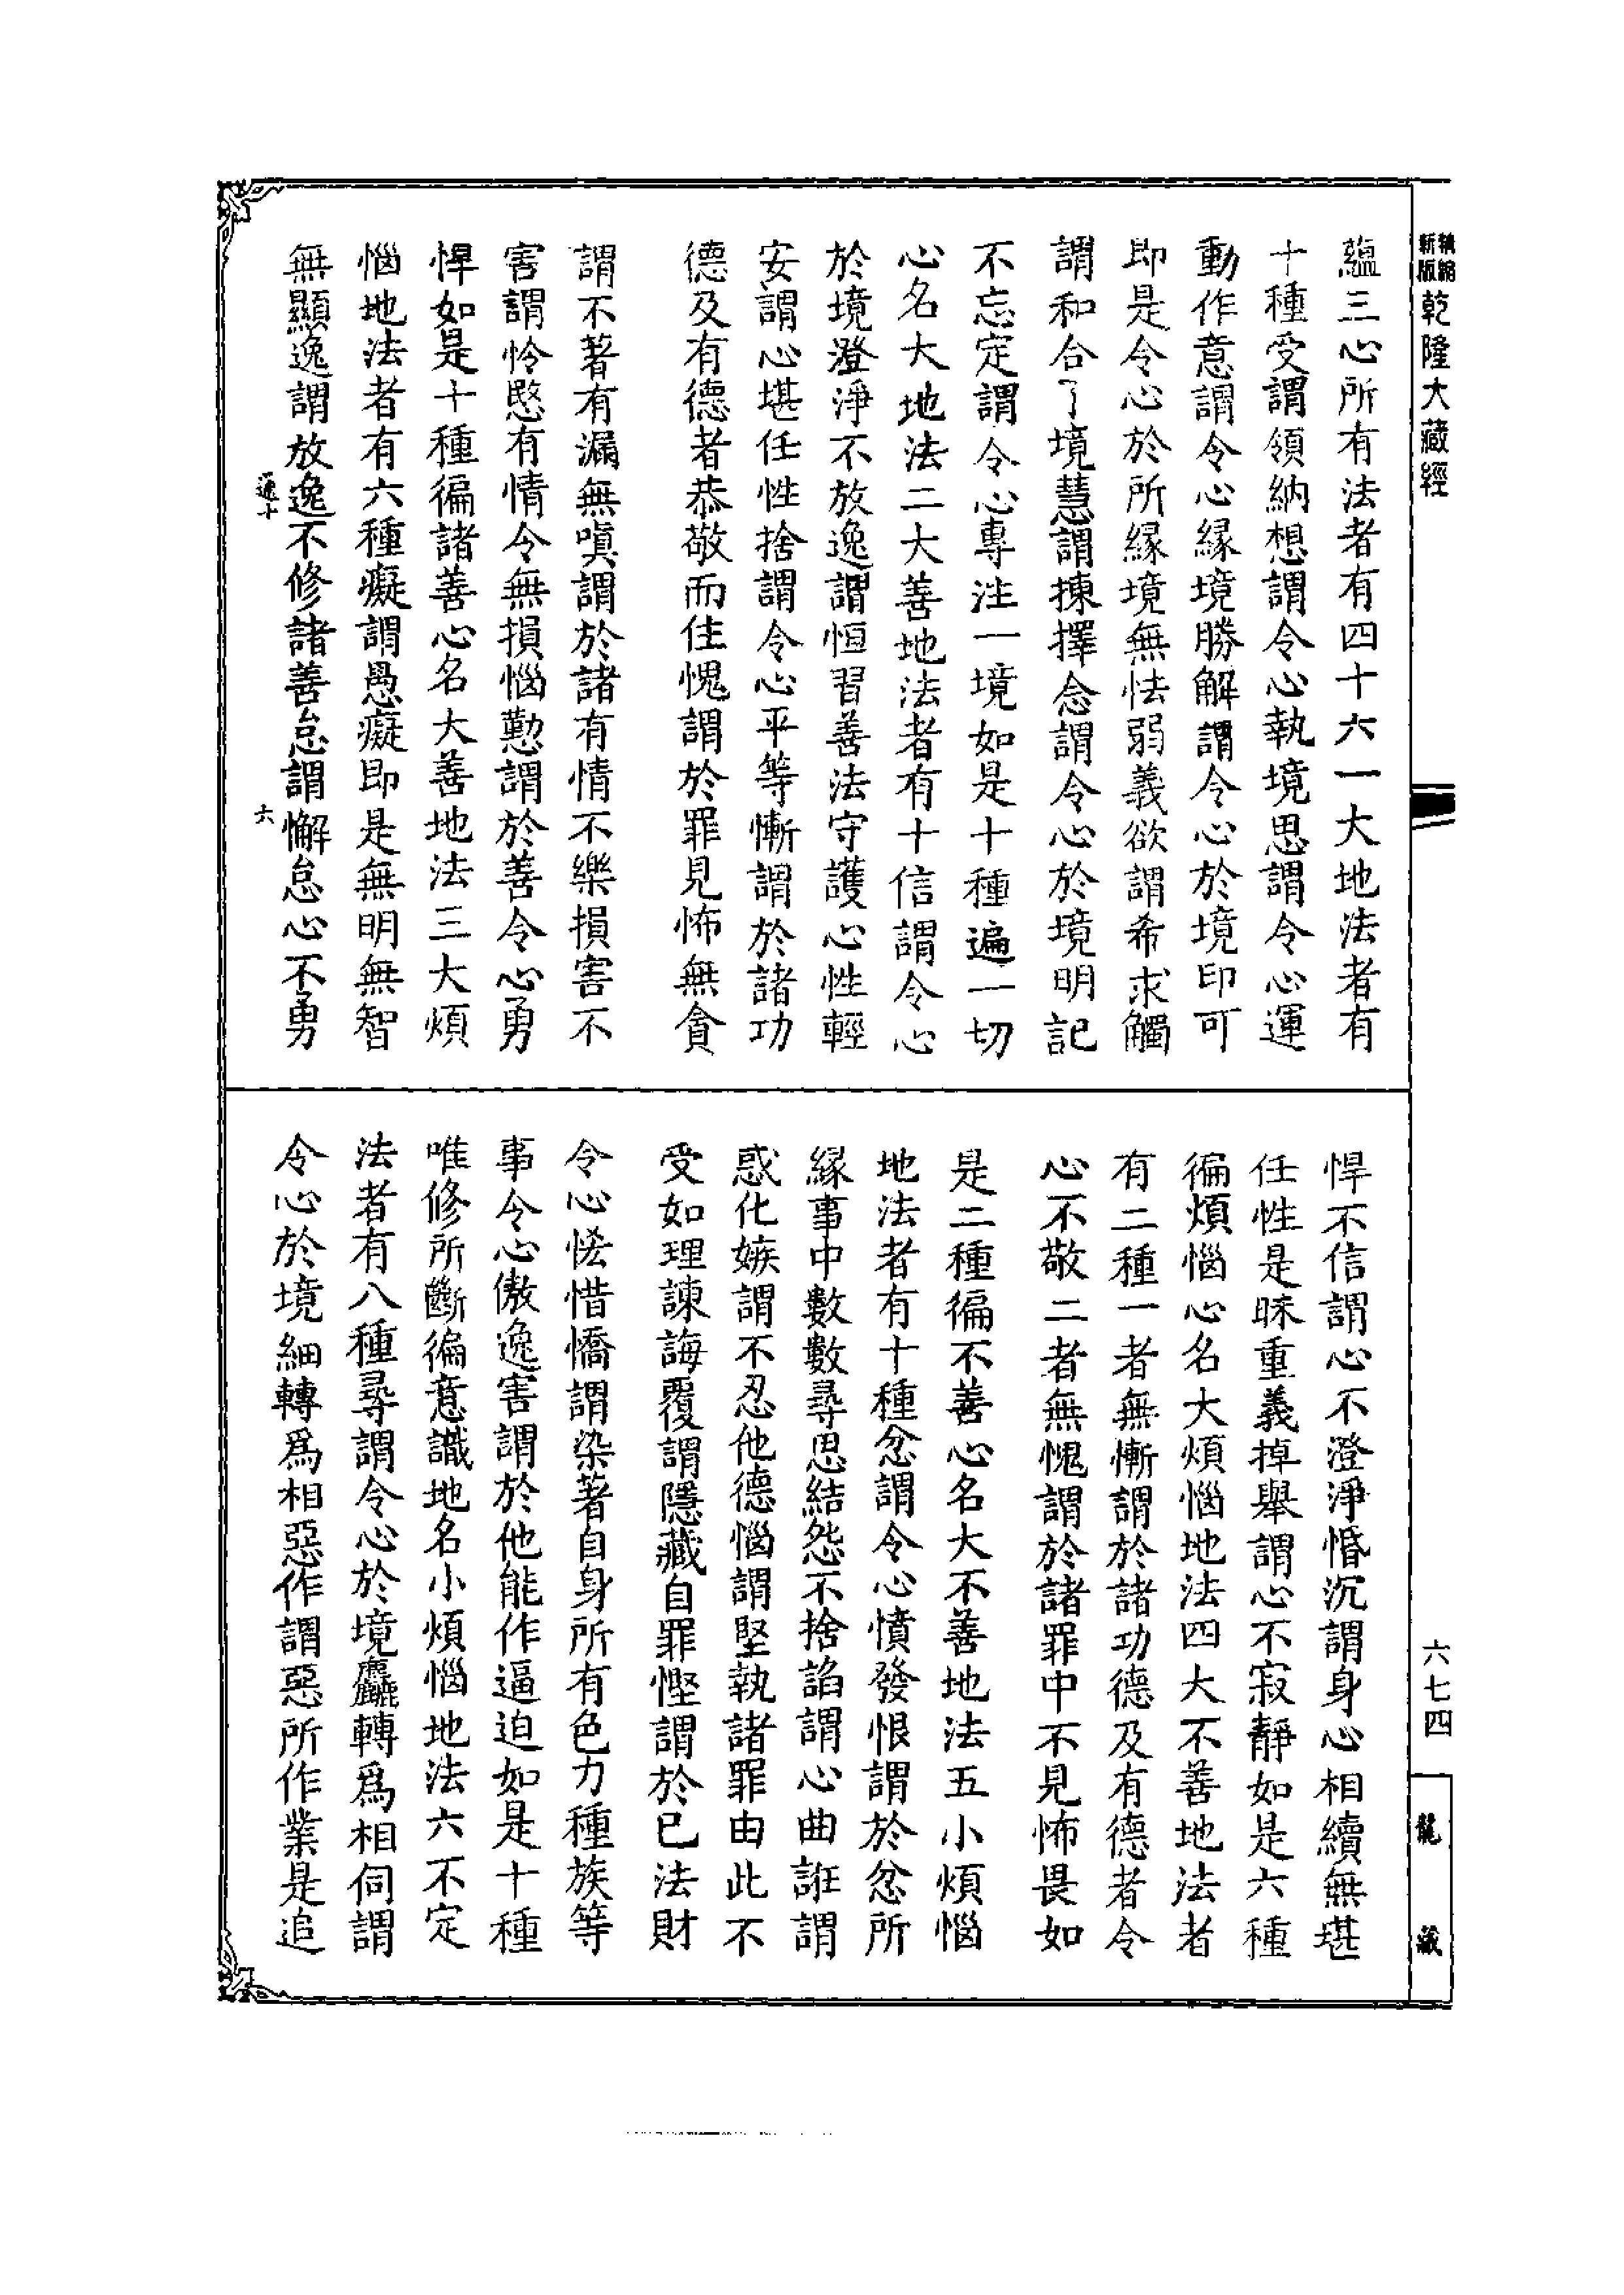 精縮
新版
乾隆大藏經
六七四
龍藏
蘊三心所有法者有四十六一大地法者有
十種受謂領納想謂令心執境思謂令心運
動作意謂令心緣境勝解謂令心於境印可
即是令心於所緣境無怯弱義欲謂希求觸
謂和合了境慧謂揀擇念謂令心於境明記
不忘定謂令心專注一境如是十種遍一切
心名大地法二大善地法者有十信謂令心
於境澄淨不放逸謂恒習善法守護心性輕
安謂心堪任性捨謂令心平等慚謂於諸功
德及有德者恭敬而住愧謂於罪見怖無貪
謂不著有漏無嗔謂於諸有情不樂損害不
害謂怜愍有情令無損惱勤謂於善令心勇
悍如是十種徧諸善心名大善地法三大煩
惱地法者有六種癡謂愚癡即是無明無智
無顯逸謂放逸不修諸善怠謂懈怠心不勇
六
悍不信謂心不澄淨惛沉謂身心相續無堪
任性是昧重義掉舉謂心不寂靜如是六種
徧煩惱心名大煩惱地法四大不善地法者
有二種一者無慚謂於諸功德及有德者令
心不敬二者無愧謂於諸罪中不見怖畏如
是二種徧不善心名大不善地法五小煩惱
地法者有十種忿謂令心憤發恨謂於忿所
緣事中數數尋思結怨不捨諂謂心曲誑謂
惑化嫉謂不忍他德惱謂堅執諸罪由此不
受如理諫誨覆謂隱藏自罪慳謂於已法財
令心恡惜憍謂染著自身所有色力種族等
事令心傲逸害謂於他能作逼迫如是十種
唯修所斷徧意識地名小煩惱地法六不定
法者有八種尋謂令心於境麤轉爲相伺謂
令心於境細轉爲相惡作謂惡所作業是追